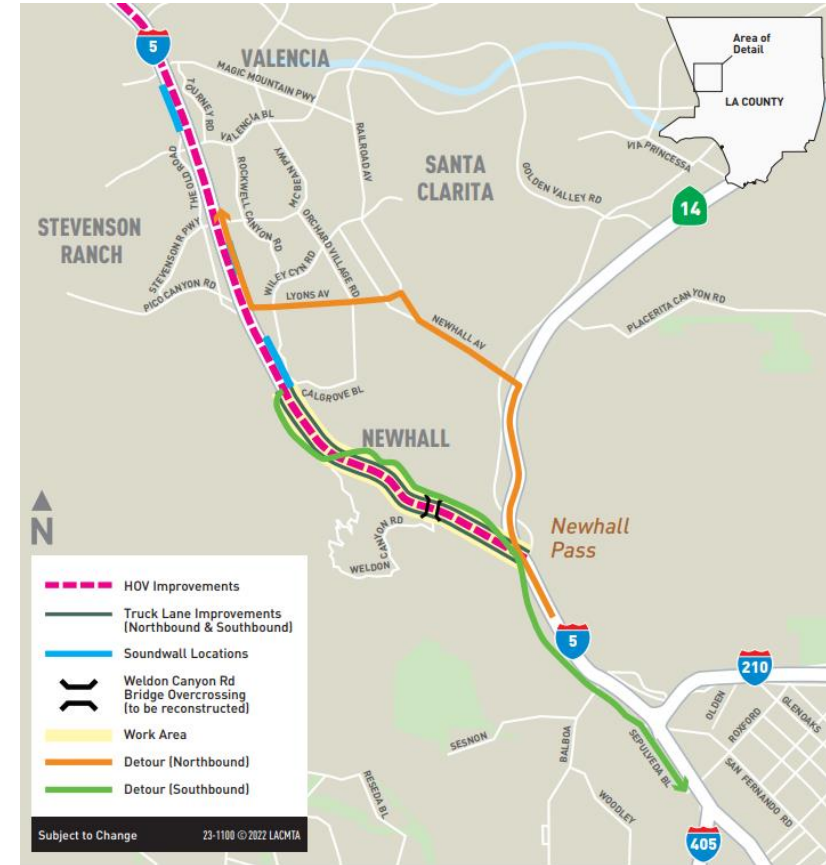 5
VALENCIA
MAGIC MOUNTAIN PWY
TOURNEY RD
VALENCIA BL
THE OLD ROAD
ROCKWELL CANYON RD
MCBEAN PWY
RAILROAD AV
SANTA
CLARITA
GOLDEN VALLEY RD
VIA PRINCESSA
Area of
Detail
LA COUNTY
14
STEVENSON
RANCH
STEVENSON R PWY
PICO CANYON RD
WILEY CYN RD
ORCHARD VILLAGE RD
LYONS AV
NEWHALL AV
PLACERITA CANYON RD
CALGROVE BL
NEWHALL
N
WELDON CANYON RD
Newhall
Pass
5
210
405
SESNON
BALBOA
RESEDA BL
WOODLEY
SEPULVEDA BL
OLDEN
ROXFORD
GLENOAKS
SAN FERNANDO RD
HOV Improvements
Truck Lane Improvements
(Northbound & Southbound)
Soundwall Locations
Weldon Canyon Rd
Bridge Overcrossing
(to be reconstructed)
Work Area
Detour (Northbound)
Detour (Southbound)
Subject to Change
23-1100 © 2022 LACMTA